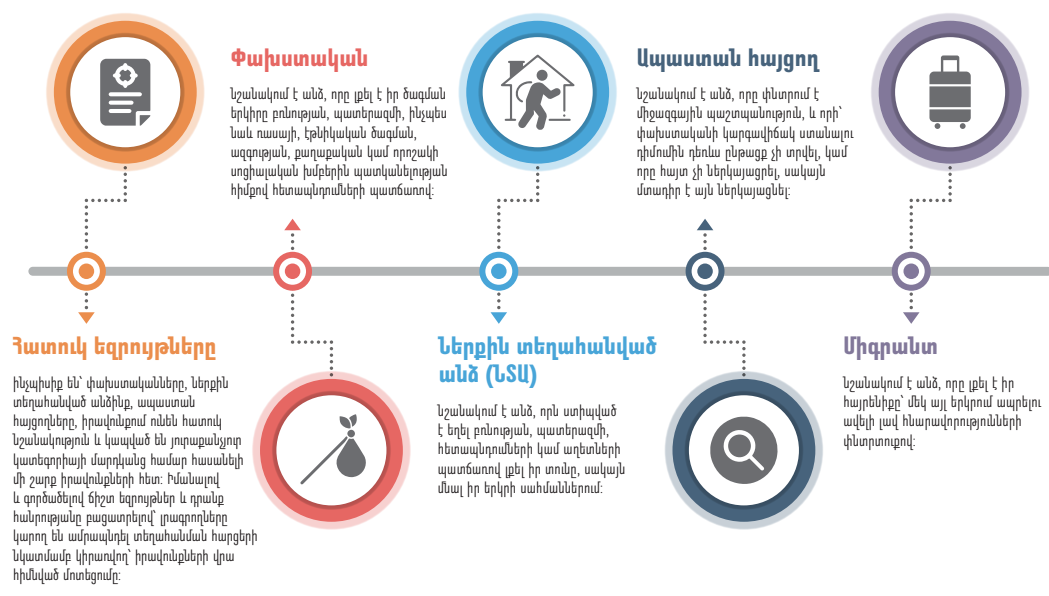 Հատուկ եզրույթները
ինչպիսիք են՝ փախստականները, ներքին
տեղահանված անձինք, ապաստան
հայցողները, իրավունքում ունեն հատուկ
նշանակություն և կապված են յուրաքանչյուր
կատեգորիայի մարդկանց համար հասանելի
մի շարք իրավունքների հետ: Իմանալով
և գործածելով ճիշտ եզրույթներ և դրանք
հանրությանը բացատրելով՝ լրագրողները
կարող են ամրապնդել տեղահանման հարցերի
նկատմամբ կիրառվող՝ իրավունքների վրա
հիմնված մոտեցումը:
Փախստական
նշանակում է անձ, որը լքել է իր ծագման
երկիրը բռնության, պատերազմի, ինչպես
նաև ռասայի, էթնիկական ծագման,
ազգության, քաղաքական կամ որոշակի
սոցիալական խմբերին պատկանելության
հիմքով հետապնդումների պատճառով:
Ներքին տեղահանված
անձ (ՆՏԱ)
նշանակում է անձ, որն ստիպված
է եղել բռնության, պատերազմի,
հետապնդումների կամ աղետների
պատճառով լքել իր տունը, սակայն
մնալ իր երկրի սահմաններում:
Ապաստան հայցող
նշանակում է անձ, որը փնտրում է
միջազգային պաշտպանություն, և որի՝
փախստականի կարգավիճակ ստանալու
դիմումին դեռևս ընթացք չի տրվել, կամ
որը հայտ չի ներկայացրել, սակայն
մտադիր է այն ներկայացնել:
Միգրանտ
նշանակում է անձ, որը լքել է իր
հայրենիքը՝ մեկ այլ երկրում ապրելու
ավելի լավ հնարավորությունների
փնտրտուքով: